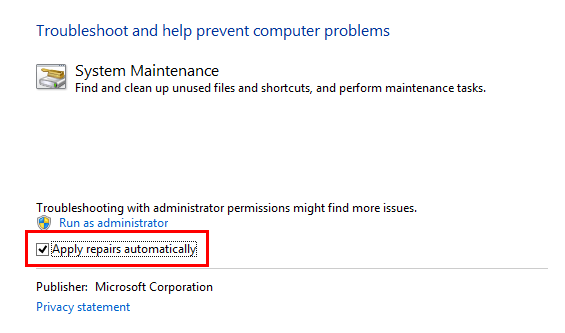 Troubleshoot and help prevent computer problems
System Maintenance
Find and clean up unused files and shortcuts, and perform maintenance tasks.
Troubleshooting with administrator permissions might find more issues.
Run as administrator
Apply repairs automatically
Publisher: Microsoft Corporation
Privacy statement